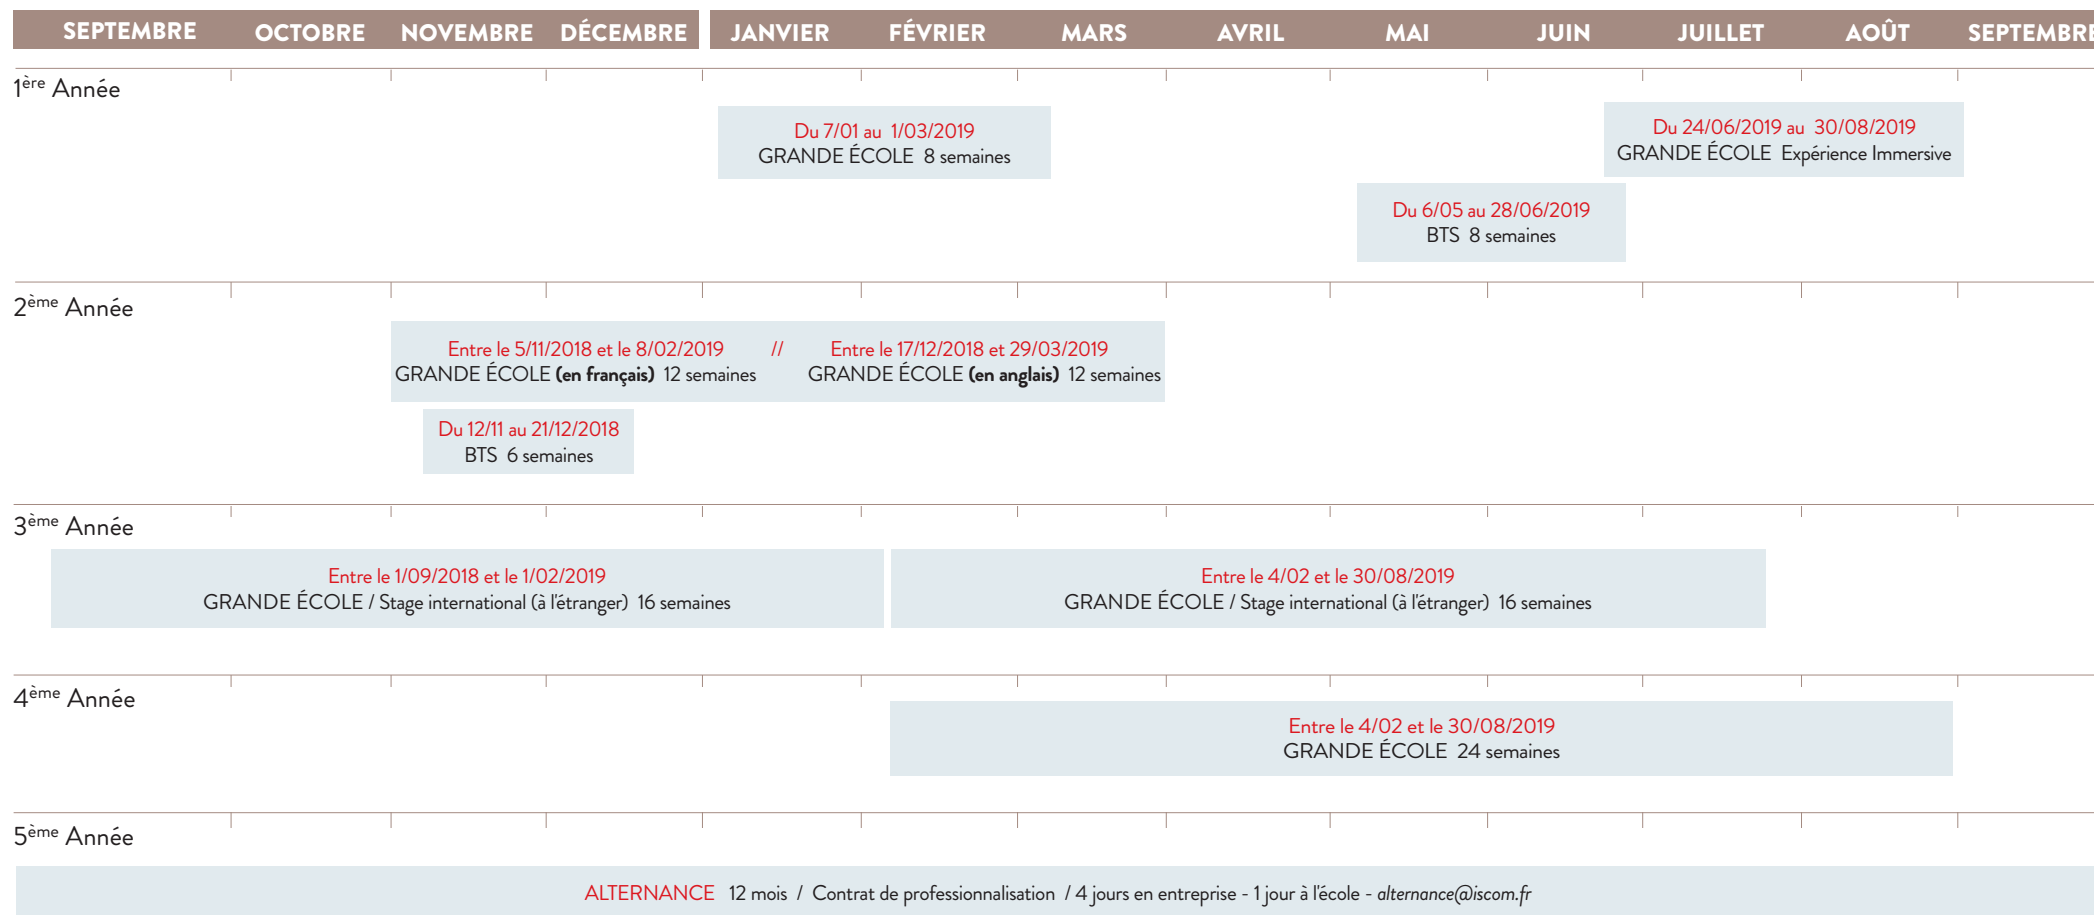 SEPTEMBRE OCTOBRE NOVEMBRE DÉCEMBRE JANVIER FÉVRIER MARS AVRIL MAI JUIN JUILLET AOÛT SEPTEMBRE
1ère Année
Du 7/01 au 1/03/2019
GRANDE ÉCOLE 8 semaines
Du 24/06/2019 au 30/08/2019
GRANDE ÉCOLE Expérience Immersive
Du 6/05 au 28/06/2019
BTS 8 semaines
2ème Année
Entre le 5/11/2018 et le 8/02/2019 // Entre le 17/12/2018 et 29/03/2019
GRANDE ÉCOLE (en français) 12 semaines GRANDE ÉCOLE (en anglais) 12 semaines
Du 12/11 au 21/12/2018
BTS 6 semaines
3ème Année
Entre le 1/09/2018 et le 1/02/2019
GRANDE ÉCOLE / Stage international (à l'étranger) 16 semaines
Entre le 4/02 et le 30/08/2019
GRANDE ÉCOLE / Stage international (à l'étranger) 16 semaines
4ème Année
Entre le 4/02 et le 30/08/2019
GRANDE ÉCOLE 24 semaines
5ème Année
ALTERNANCE 12 mois / Contrat de professionnalisation / 4 jours en entreprise - 1 jour à l'école - alternance@iscom.fr